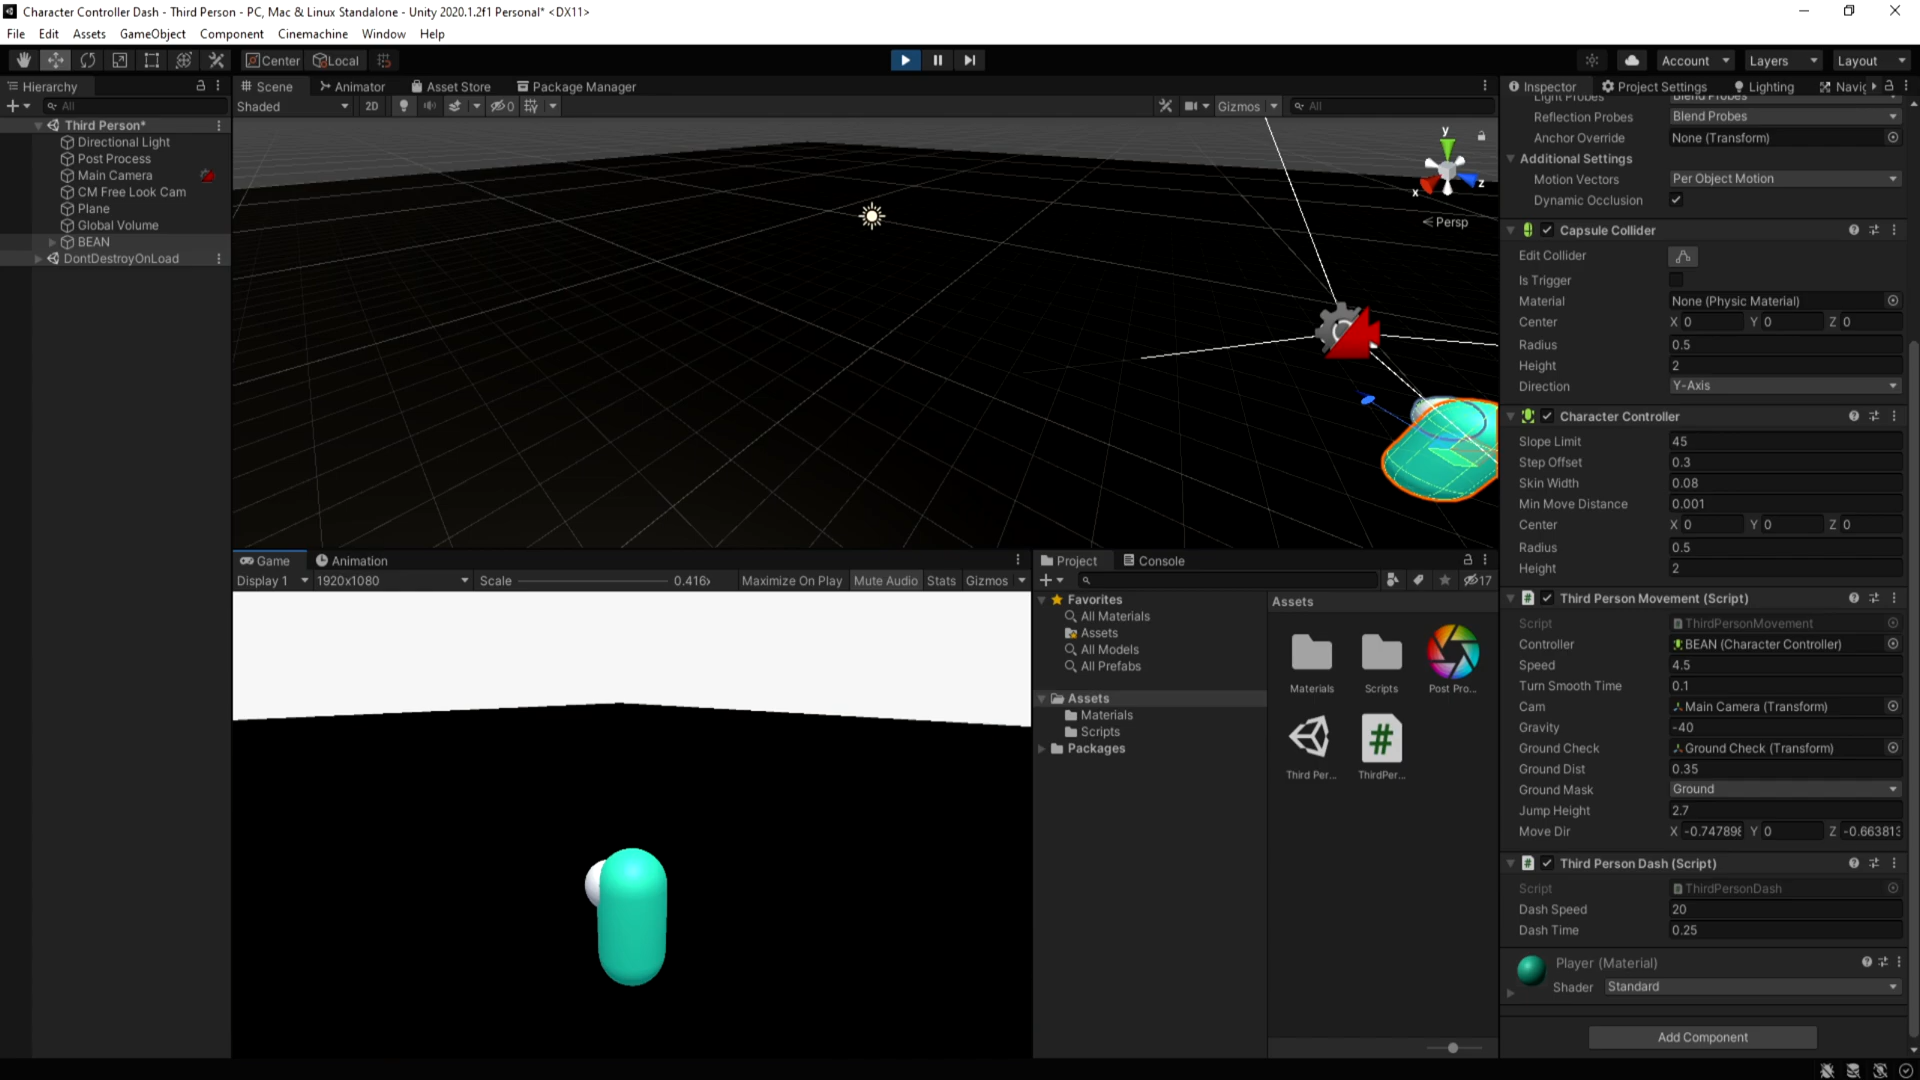 Character Controller Dash - Third Person - PC, Mac & Linux Standalone - Unity 2020.1.2f1 Personal* <DX11>
File Edit Assets GameObject Component Cinemachine Window Help
Center Local Account Layers Layout
Hierarchy
All
Third Person*
Directional Light
Post Process
Main Camera
CM Free Look Cam
Plane
Global Volume
BEAN
DontDestroyOnLoad
Scene Animator Asset Store Package Manager
Shaded 2D 0 Gizmos All
y
x z
Persp
Game Animation
Display 1 1920x1080 Scale 0.416x Maximize On Play Mute Audio Stats Gizmos
Project Console
17
Favorites
All Materials
Assets
All Models
All Prefabs
Assets
Materials
Scripts
Packages
Assets
Materials Scripts Post Pro...
Third Per... ThirdPer...
Inspector Project Settings Lighting Navig
Light Probes Blend Probes
Reflection Probes Blend Probes
Anchor Override None (Transform)
Additional Settings
Motion Vectors Per Object Motion
Dynamic Occlusion
Capsule Collider
Edit Collider
Is Trigger
Material None (Physic Material)
Center X 0 Y 0 Z 0
Radius 0.5
Height 2
Direction Y-Axis
Character Controller
Slope Limit 45
Step Offset 0.3
Skin Width 0.08
Min Move Distance 0.001
Center X 0 Y 0 Z 0
Radius 0.5
Height 2
# Third Person Movement (Script)
Script ThirdPersonMovement
Controller BEAN (Character Controller)
Speed 4.5
Turn Smooth Time 0.1
Cam Main Camera (Transform)
Gravity -40
Ground Check Ground Check (Transform)
Ground Dist 0.35
Ground Mask Ground
Jump Height 2.7
Move Dir X -0.747898 Y 0 Z -0.663813
# Third Person Dash (Script)
Script ThirdPersonDash
Dash Speed 20
Dash Time 0.25
Player (Material)
Shader Standard
Add Component